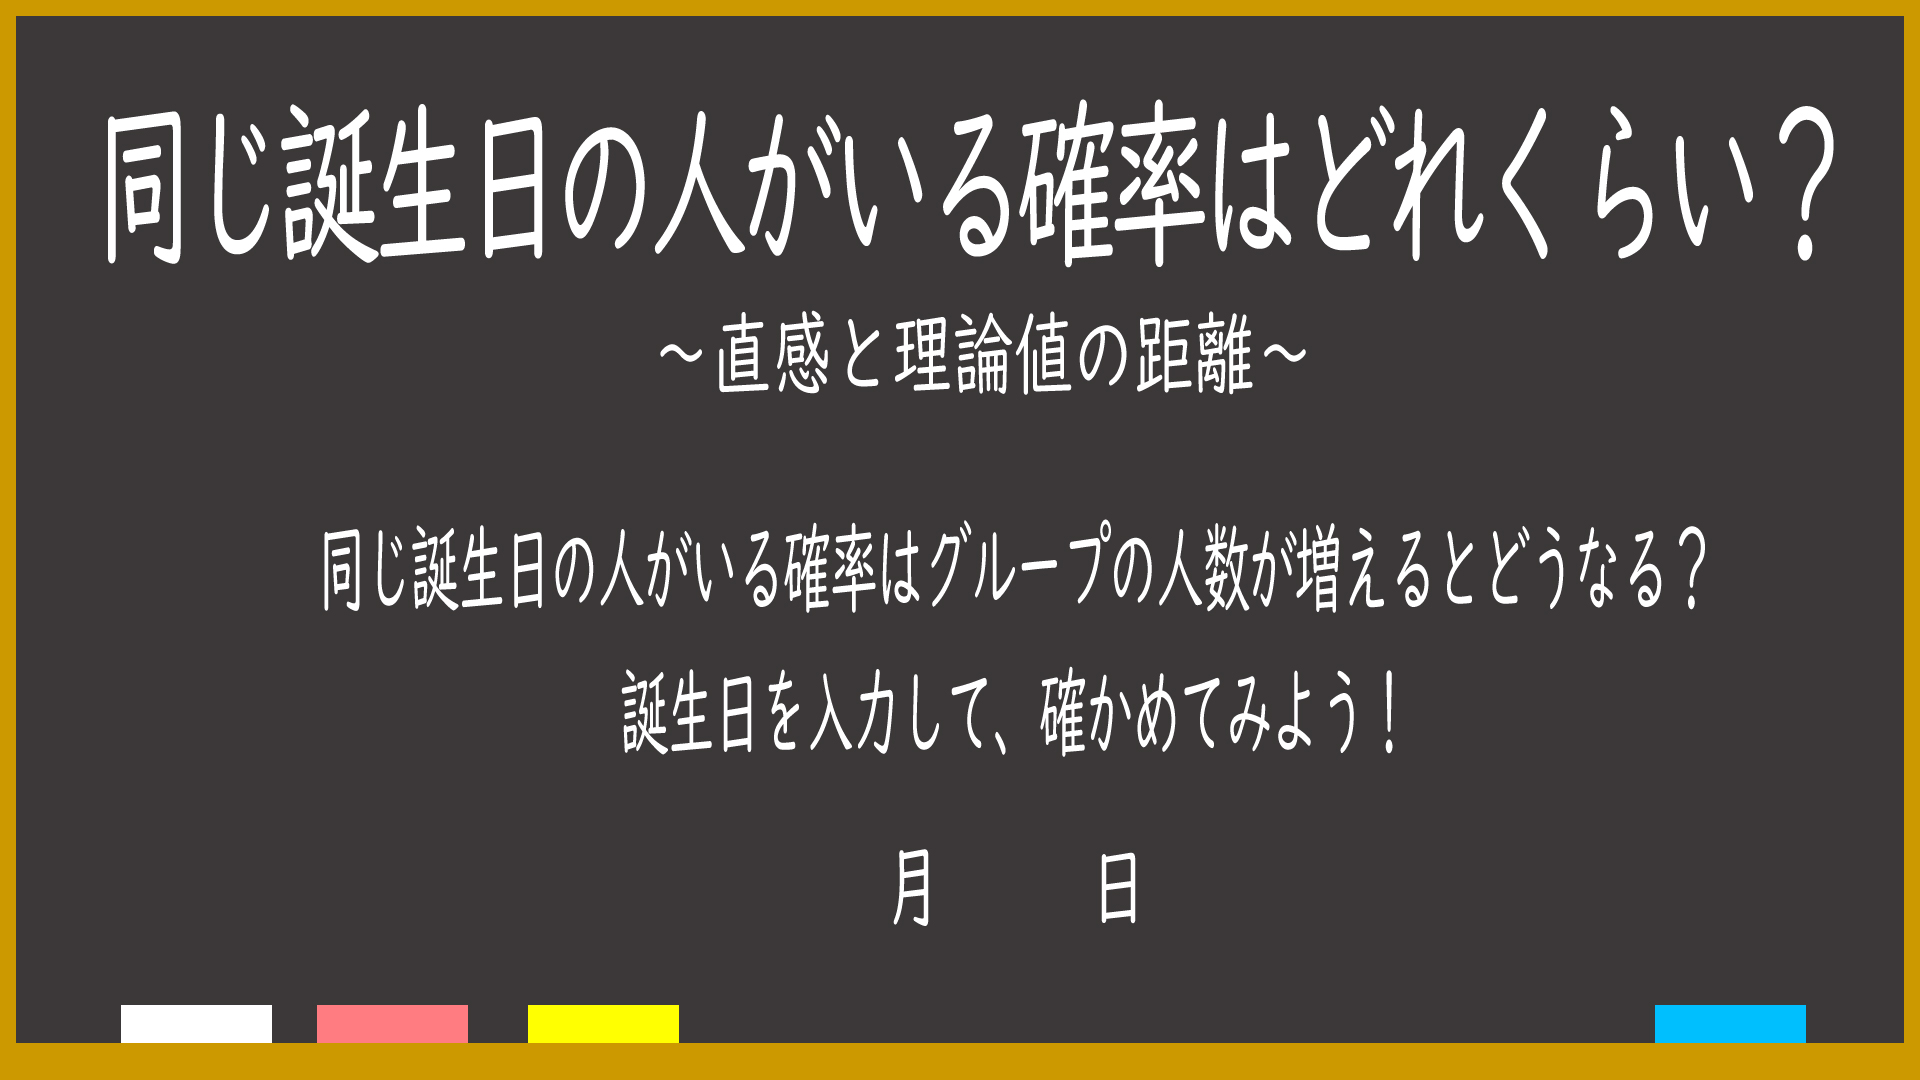 同じ誕生日の人がいる確率はどれくらい？
～直感と理論値の距離～
同じ誕生日の人がいる確率はグループの人数が増えるとどうなる？
誕生日を入力して、確かめてみよう！
月　　　日